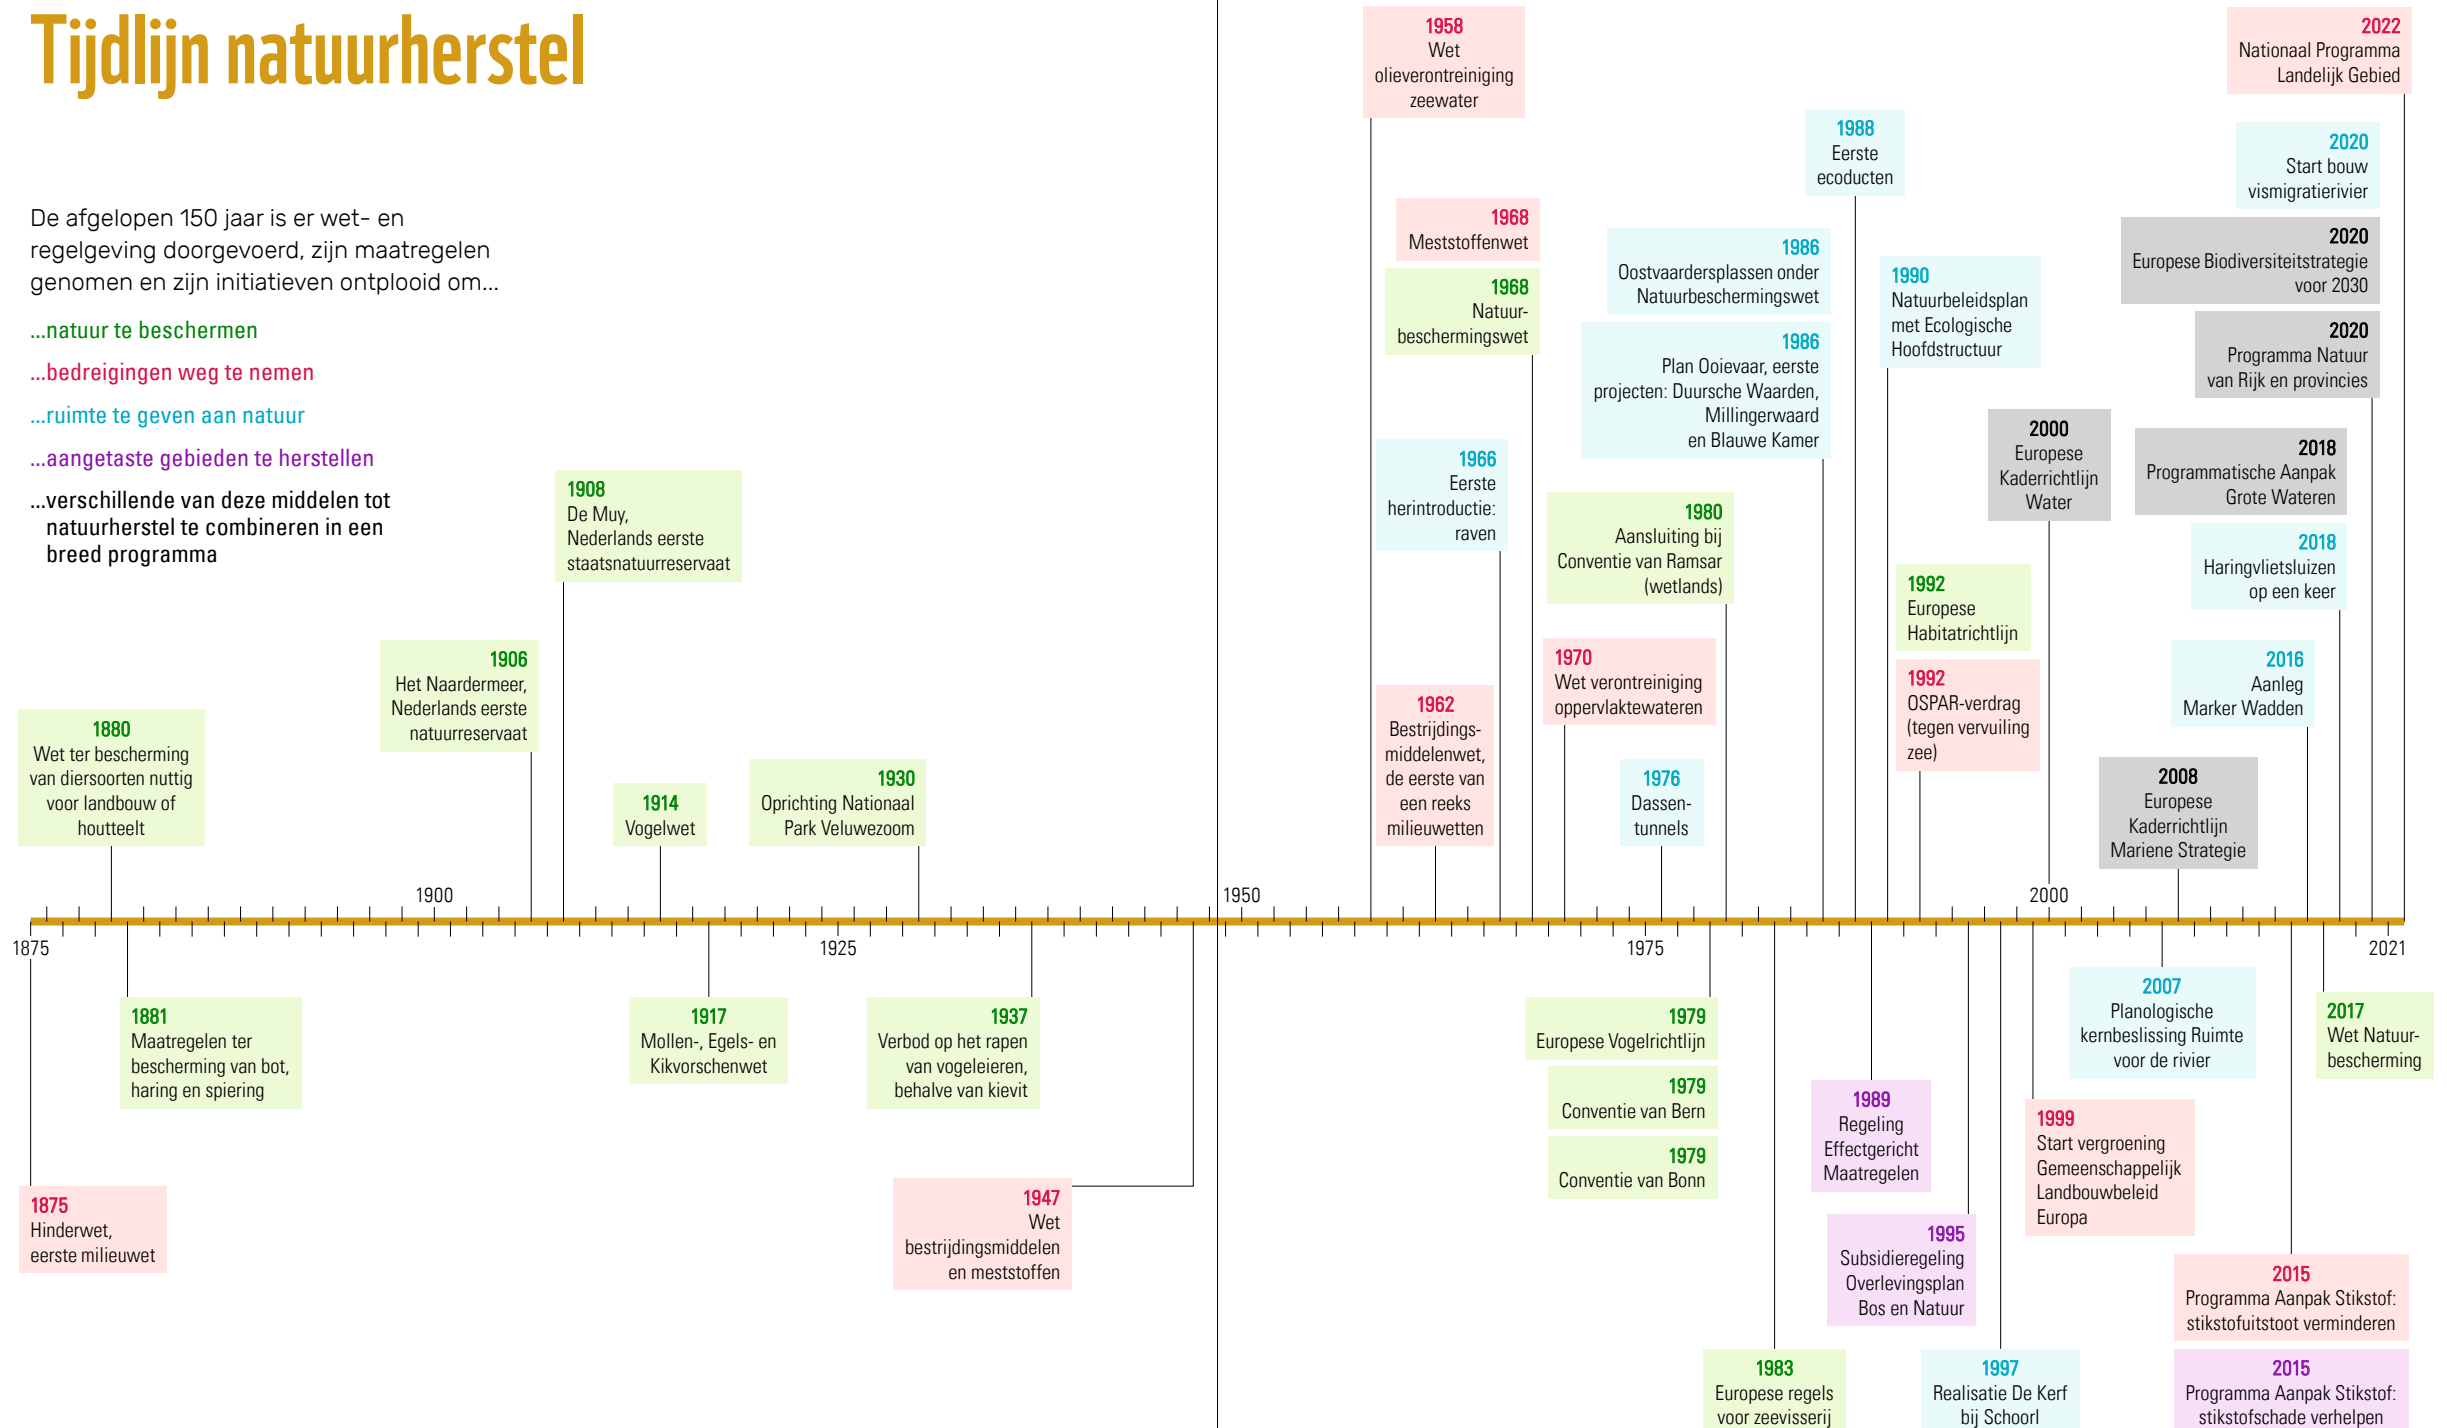 Tijdlijn natuurherstel
De afgelopen 150 jaar is er wet- en
regelgeving doorgevoerd, zijn maatregelen
genomen en zijn initiatieven ontplooid om...
...natuur te beschermen
...bedreigingen weg te nemen
...ruimte te geven aan natuur
...aangetaste gebieden te herstellen
...verschillende van deze middelen tot
natuurherstel te combineren in een
breed programma
1880
Wet ter bescherming
van diersoorten nuttig
voor landbouw of
houtteelt
1906
Het Naardermeer,
Nederlands eerste
natuurreservaat
1908
De Muy,
Nederlands eerste
staatsnatuurreservaat
1914
Vogelwet
1930
Oprichting Nationaal
Park Veluwezoom
1958
Wet
olieverontreiniging
zeewater
1968
Meststoffenwet
1968
Natuur-
beschermingswet
1966
Eerste
herintroductie:
raven
1962
Bestrijdings-
middelenwet,
de eerste van
een reeks
milieuwetten
1970
Wet verontreiniging
oppervlaktewateren
1976
Dassen-
tunnels
1980
Aansluiting bij
Conventie van Ramsar
(wetlands)
1986
Oostvaardersplassen onder
Natuurbeschermingswet
1986
Plan Ooievaar, eerste
projecten: Duursche Waarden,
Millingerwaard
en Blauwe Kamer
1988
Eerste
ecoducten
1990
Natuurbeleidsplan
met Ecologische
Hoofdstructuur
1992
Europese
Habitatrichtlijn
1992
OSPAR-verdrag
(tegen vervuiling
zee)
2000
Europese
Kaderrichtlijn
Water
2008
Europese
Kaderrichtlijn
Mariene Strategie
2022
Nationaal Programma
Landelijk Gebied
2020
Start bouw
vismigratierivier
2020
Europese Biodiversiteitstrategie
voor 2030
2020
Programma Natuur
van Rijk en provincies
2018
Programmatische Aanpak
Grote Wateren
2018
Haringvlietsluizen
op een keer
2016
Aanleg
Marker Wadden
1900
1950
2000
1875
1925
1975
2021
1875
Hinderwet,
eerste milieuwet
1881
Maatregelen ter
bescherming van bot,
haring en spiering
1917
Mollen-, Egels- en
Kikvorschenwet
1937
Verbod op het rapen
van vogeleieren,
behalve van kievit
1947
Wet
bestrijdingsmiddelen
en meststoffen
1979
Europese Vogelrichtlijn
1979
Conventie van Bern
1979
Conventie van Bonn
1983
Europese regels
voor zeevisserij
1989
Regeling
Effectgericht
Maatregelen
1995
Subsidieregeling
Overlevingsplan
Bos en Natuur
1997
Realisatie De Kerf
bij Schoorl
1999
Start vergroening
Gemeenschappelijk
Landbouwbeleid
Europa
2007
Planologische
kernbeslissing Ruimte
voor de rivier
2015
Programma Aanpak Stikstof:
stikstofuitstoot verminderen
2015
Programma Aanpak Stikstof:
stikstofschade verhelpen
2017
Wet Natuur-
bescherming